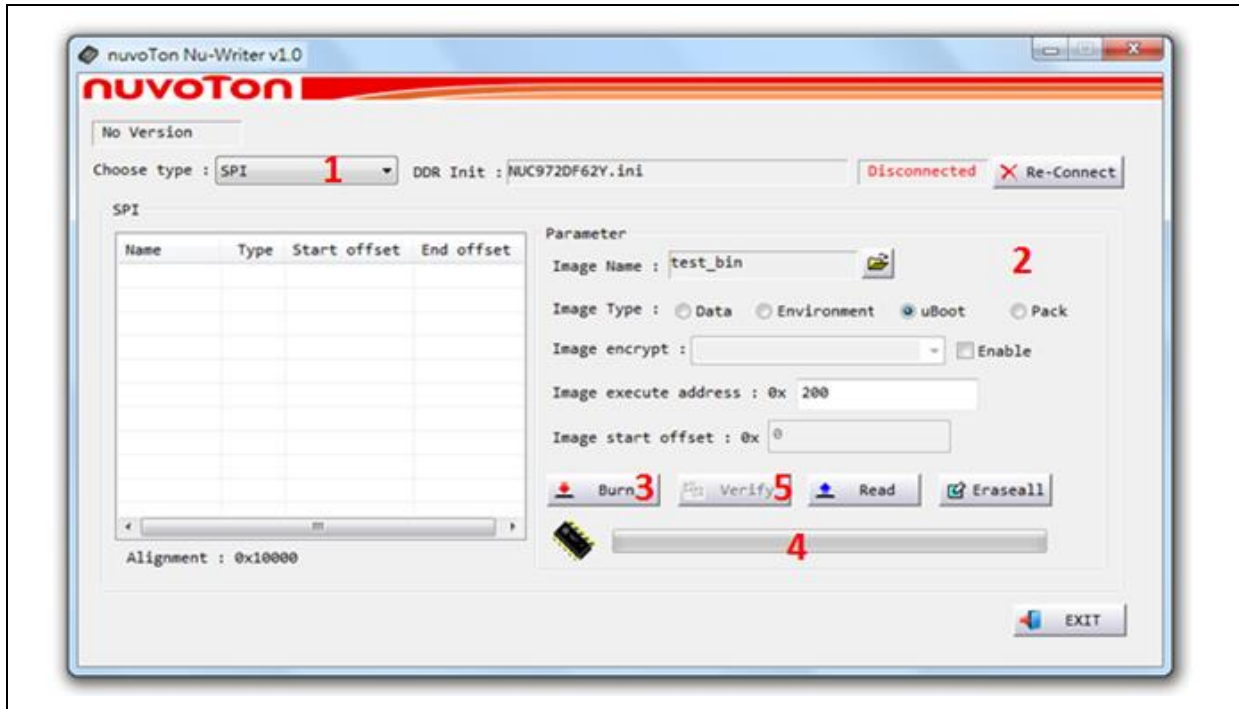 nuvoTon Nu-Writer v1.0
nuvoTon
No Version
Choose type : SPI 1 DDR Init : NUC972DF62Y.ini Disconnected Re-Connect
SPI
Name Type Start offset End offset
Alignment : 0x10000
Parameter
Image Name : test_bin 2
Image Type : Data Environment uBoot Pack
Image encrypt : Enable
Image execute address : 0x 200
Image start offset : 0x 0
Burn 3 Verify 5 Read Eraseall
4
EXIT